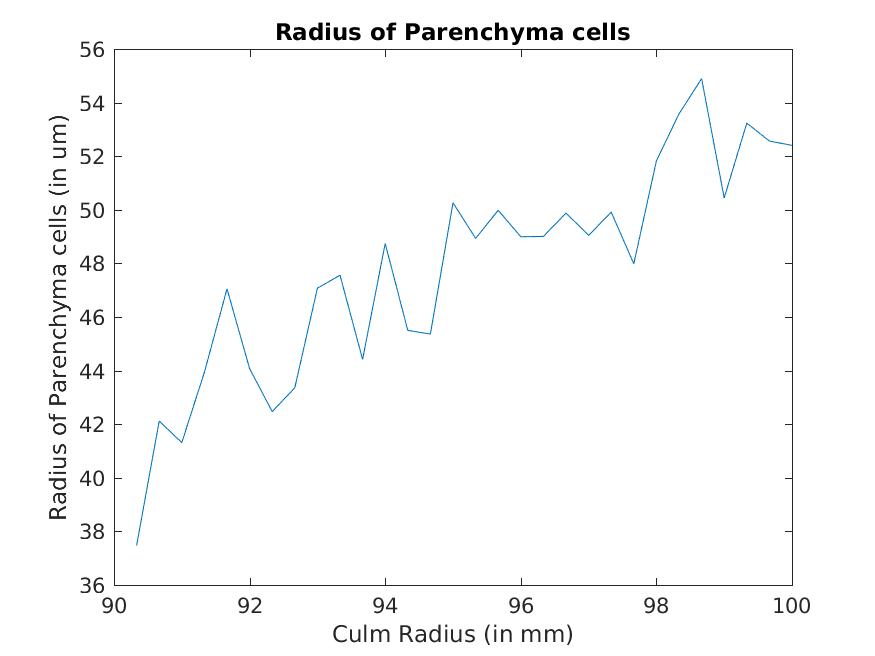 Radius of Parenchyma cells
56
54
52
50
48
46
44
42
40
38
36
Radius of Parenchyma cells (in um)
90 92 94 96 98 100
Culm Radius (in mm)